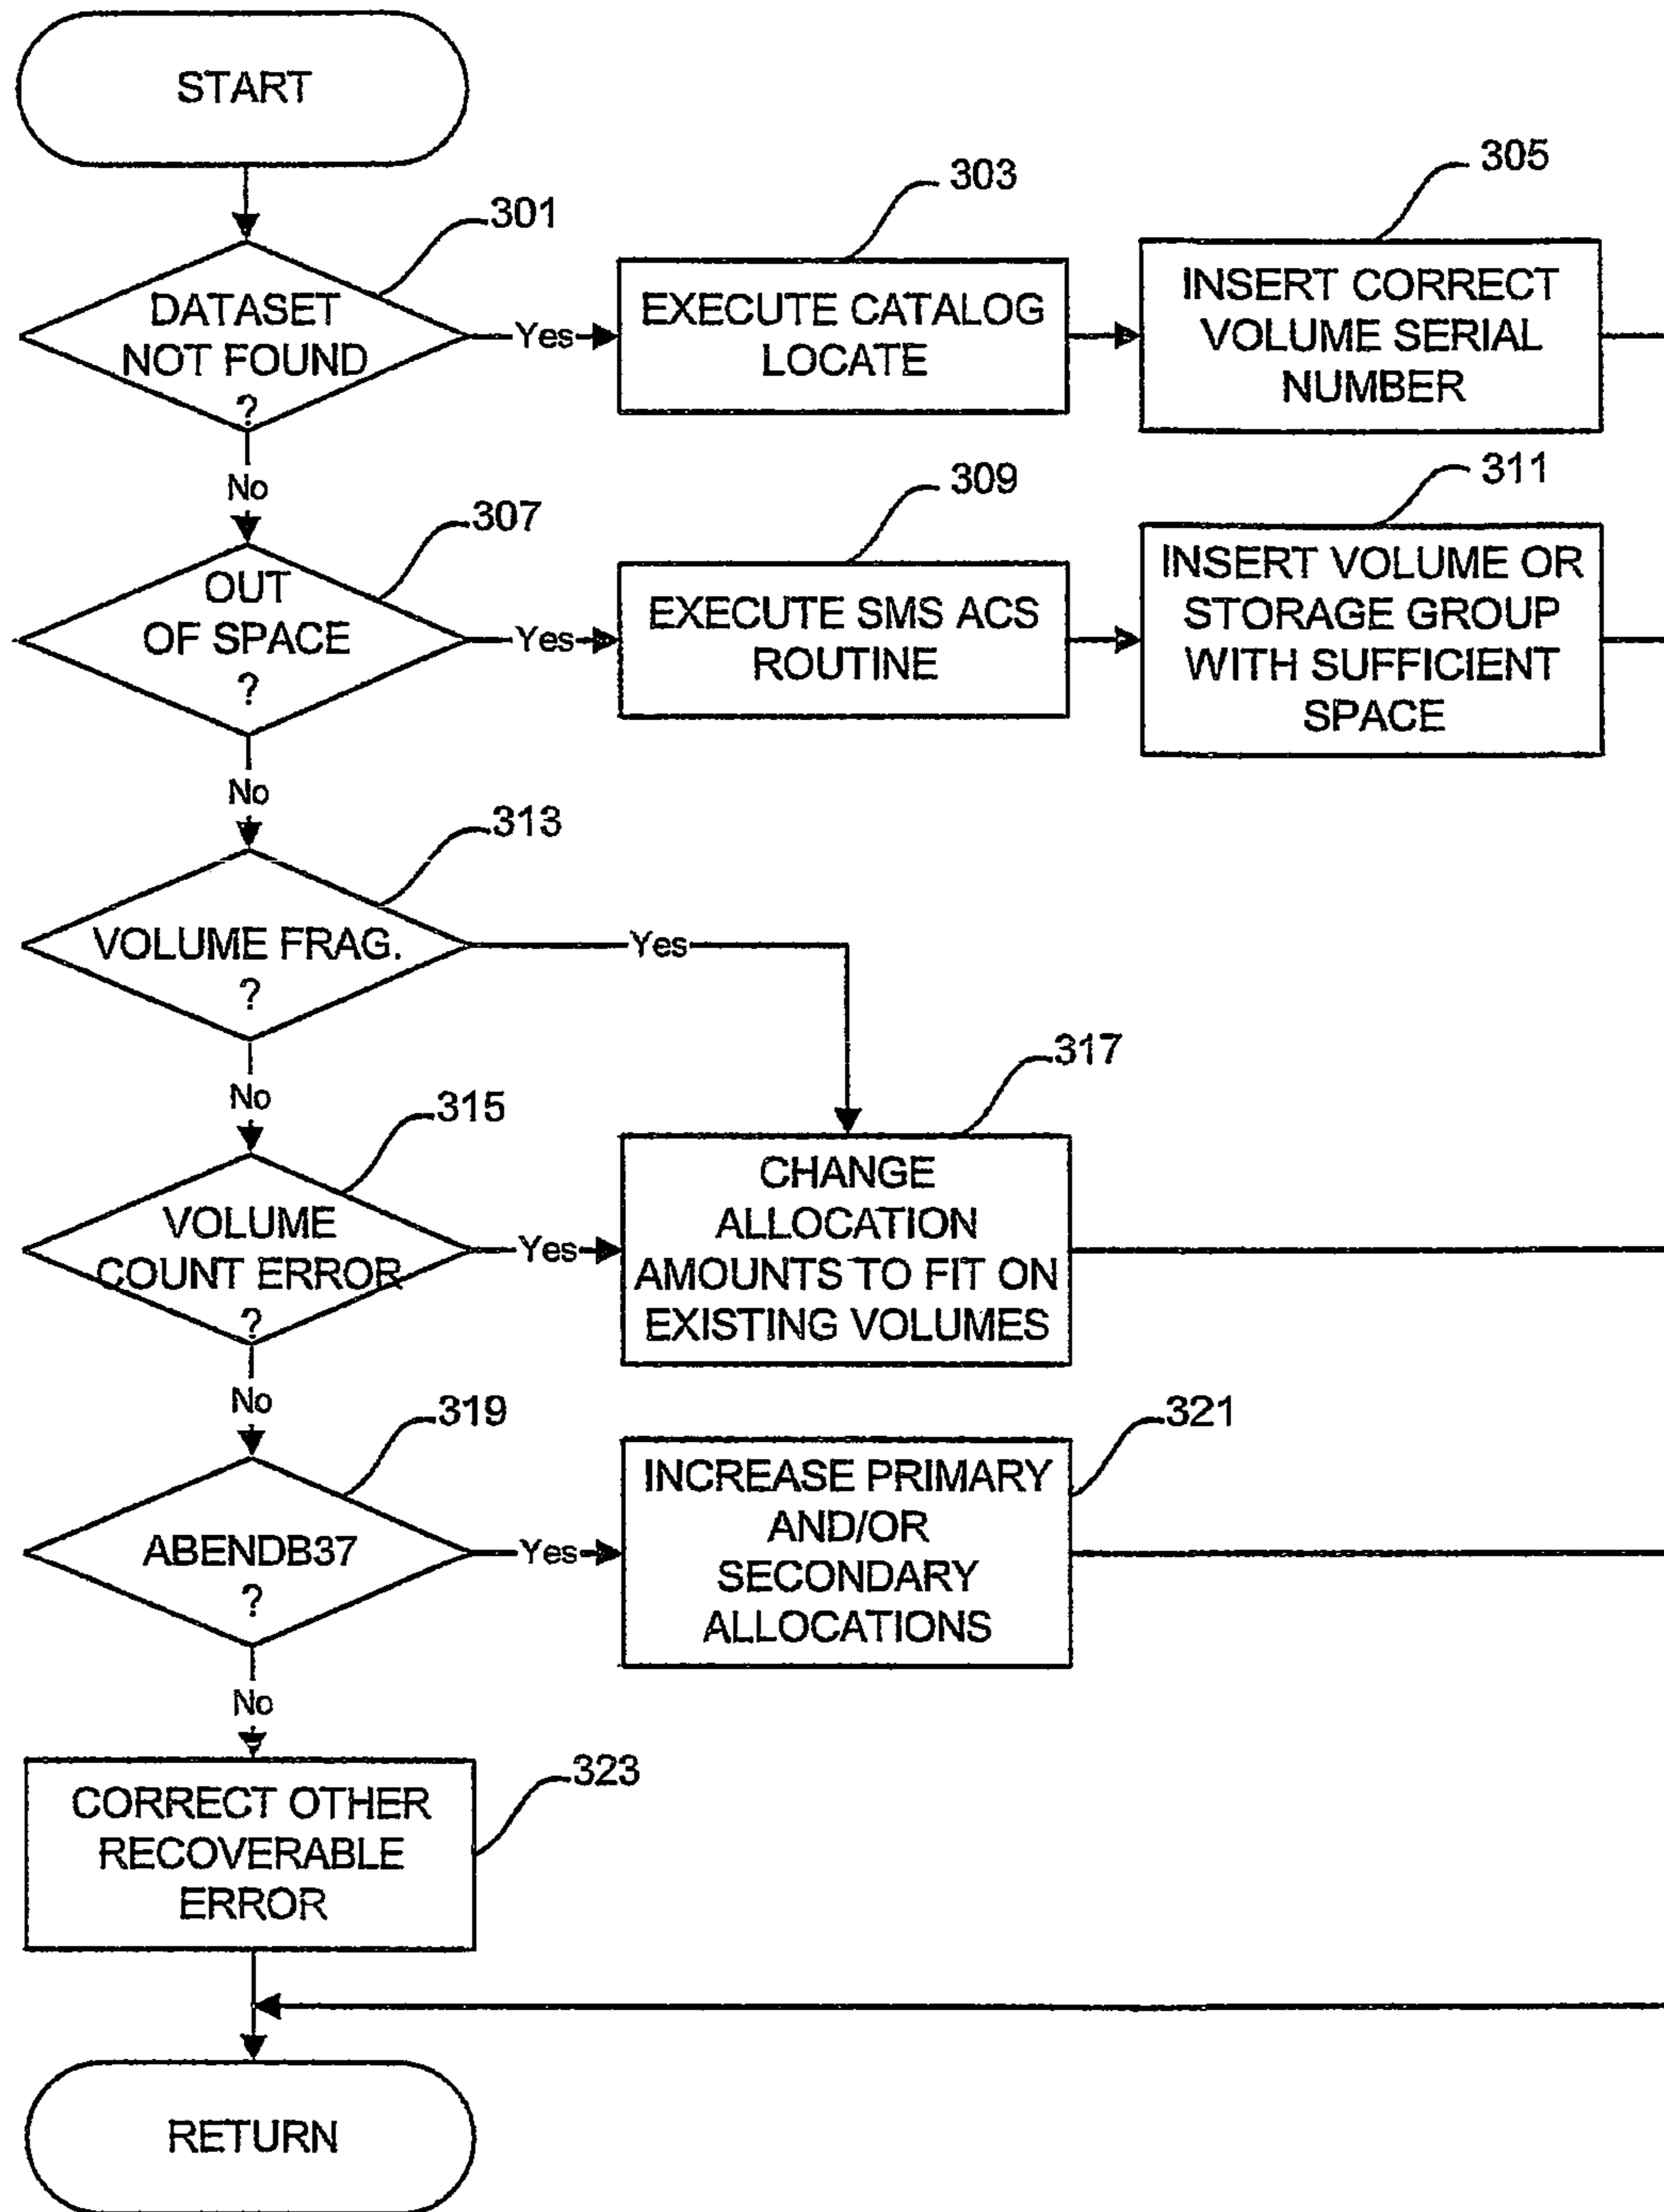 START
301
DATASET
NOT FOUND
?
Yes
303
EXECUTE CATALOG
LOCATE
305
INSERT CORRECT
VOLUME SERIAL
NUMBER
No
307
OUT
OF SPACE
?
Yes
309
EXECUTE SMS ACS
ROUTINE
311
INSERT VOLUME OR
STORAGE GROUP
WITH SUFFICIENT
SPACE
No
313
VOLUME FRAG.
?
Yes
No
315
VOLUME
COUNT ERROR
?
Yes
317
CHANGE
ALLOCATION
AMOUNTS TO FIT ON
EXISTING VOLUMES
No
319
ABENDB37
?
Yes
321
INCREASE PRIMARY
AND/OR
SECONDARY
ALLOCATIONS
No
323
CORRECT OTHER
RECOVERABLE
ERROR
RETURN